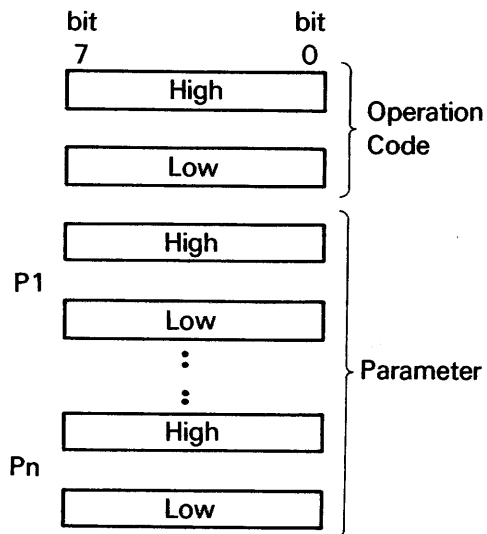 bit bit
7 0
High
Operation
Code
Low
High
P1
Low
:
:
Parameter
High
Pn
Low